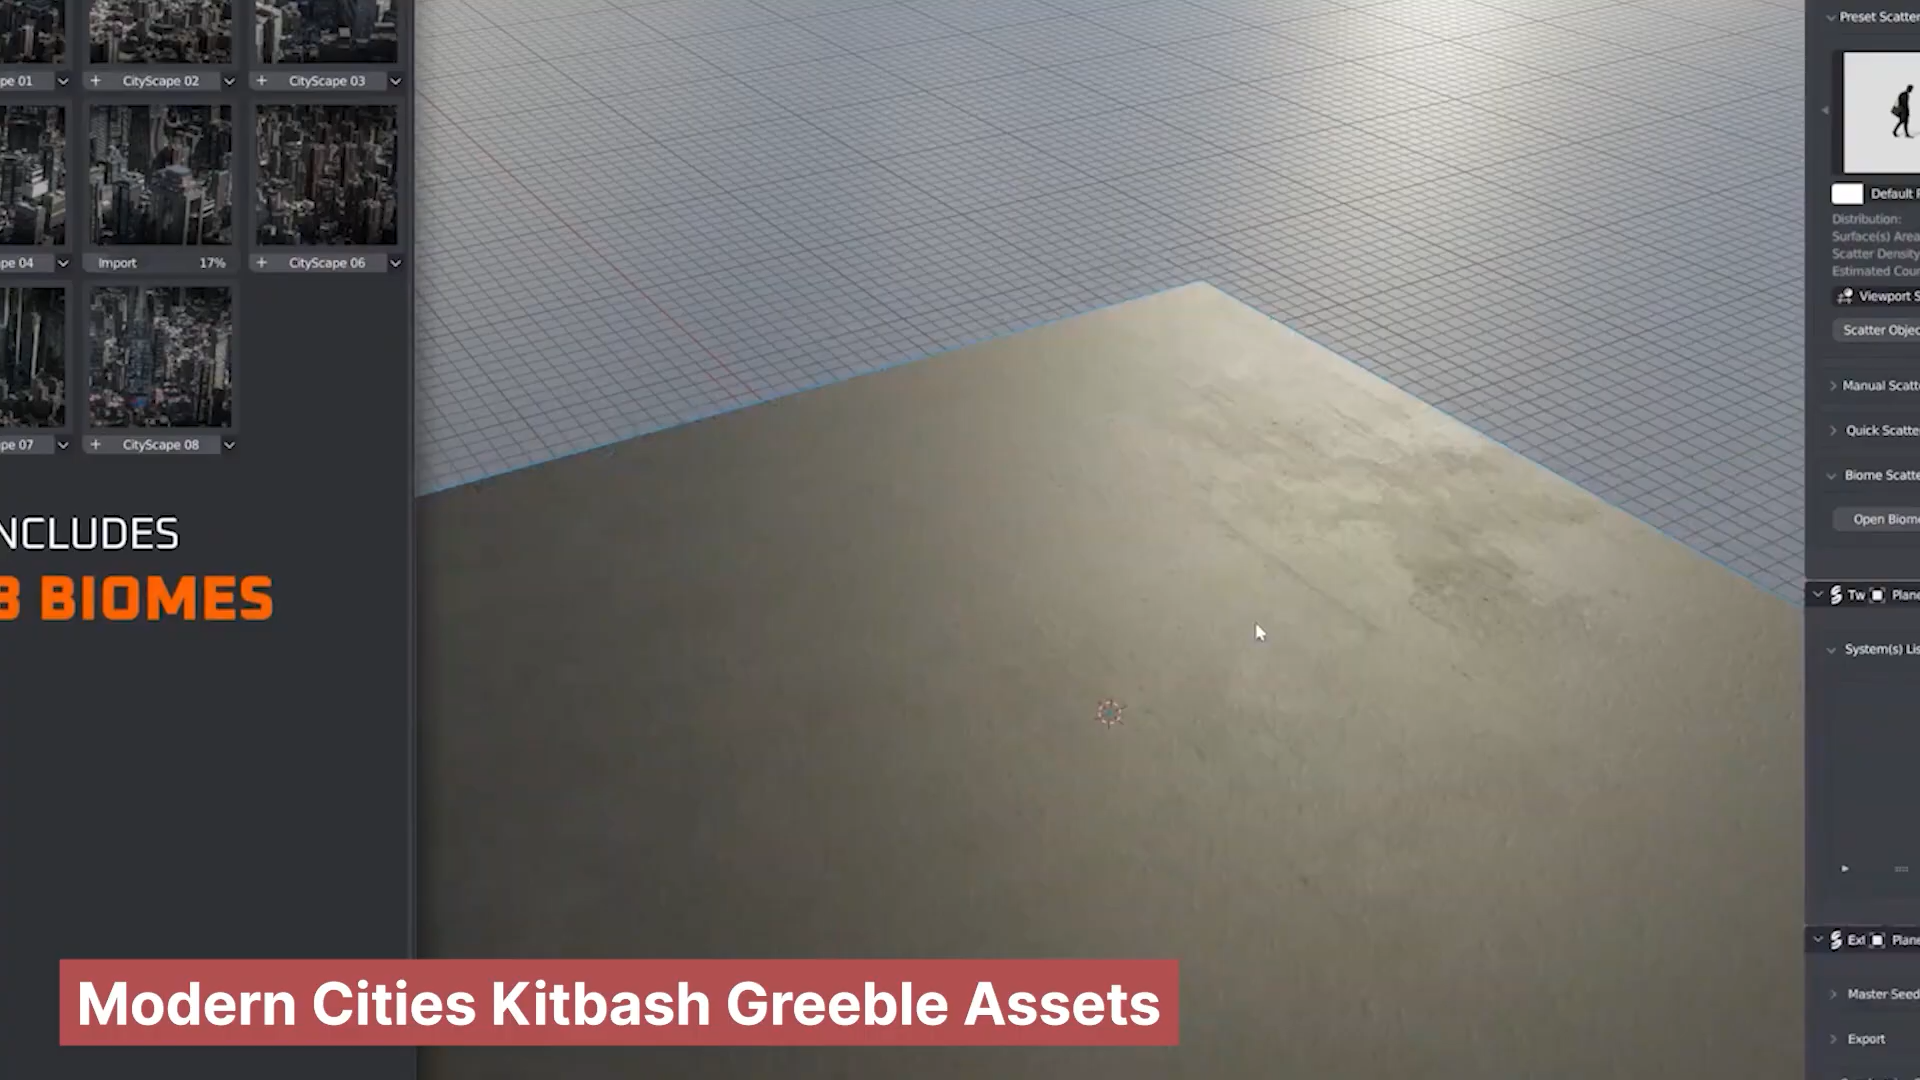 pe 01
CityScape 02
CityScape 03
pe 04
Import 17%
CityScape 06
pe 07
CityScape 08
NCLUDES
8 BIOMES
Modern Cities Kitbash Greeble Assets
Preset Scatter
Default
Distribution:
Surface(s) Area
Scatter Density
Estimated Cou
Viewport S
Scatter Objec
Manual Scatt
Quick Scatte
Biome Scatte
Open Biome
Tw Plane
System(s) Lis
Ext Plane
Master Seed
Export